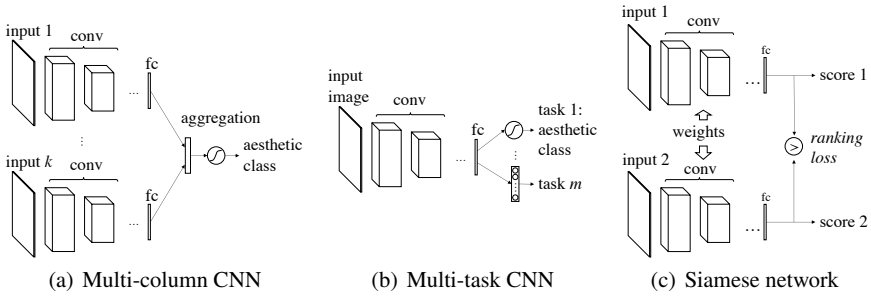 input 1
conv
fc
...
aggregation
aesthetic
class
input k
conv
fc
...
(a) Multi-column CNN
input
image
conv
fc
...
task 1:
aesthetic
class
task m
(b) Multi-task CNN
input 1
conv
fc
...
score 1
weights
>
ranking
loss
input 2
conv
fc
...
score 2
(c) Siamese network